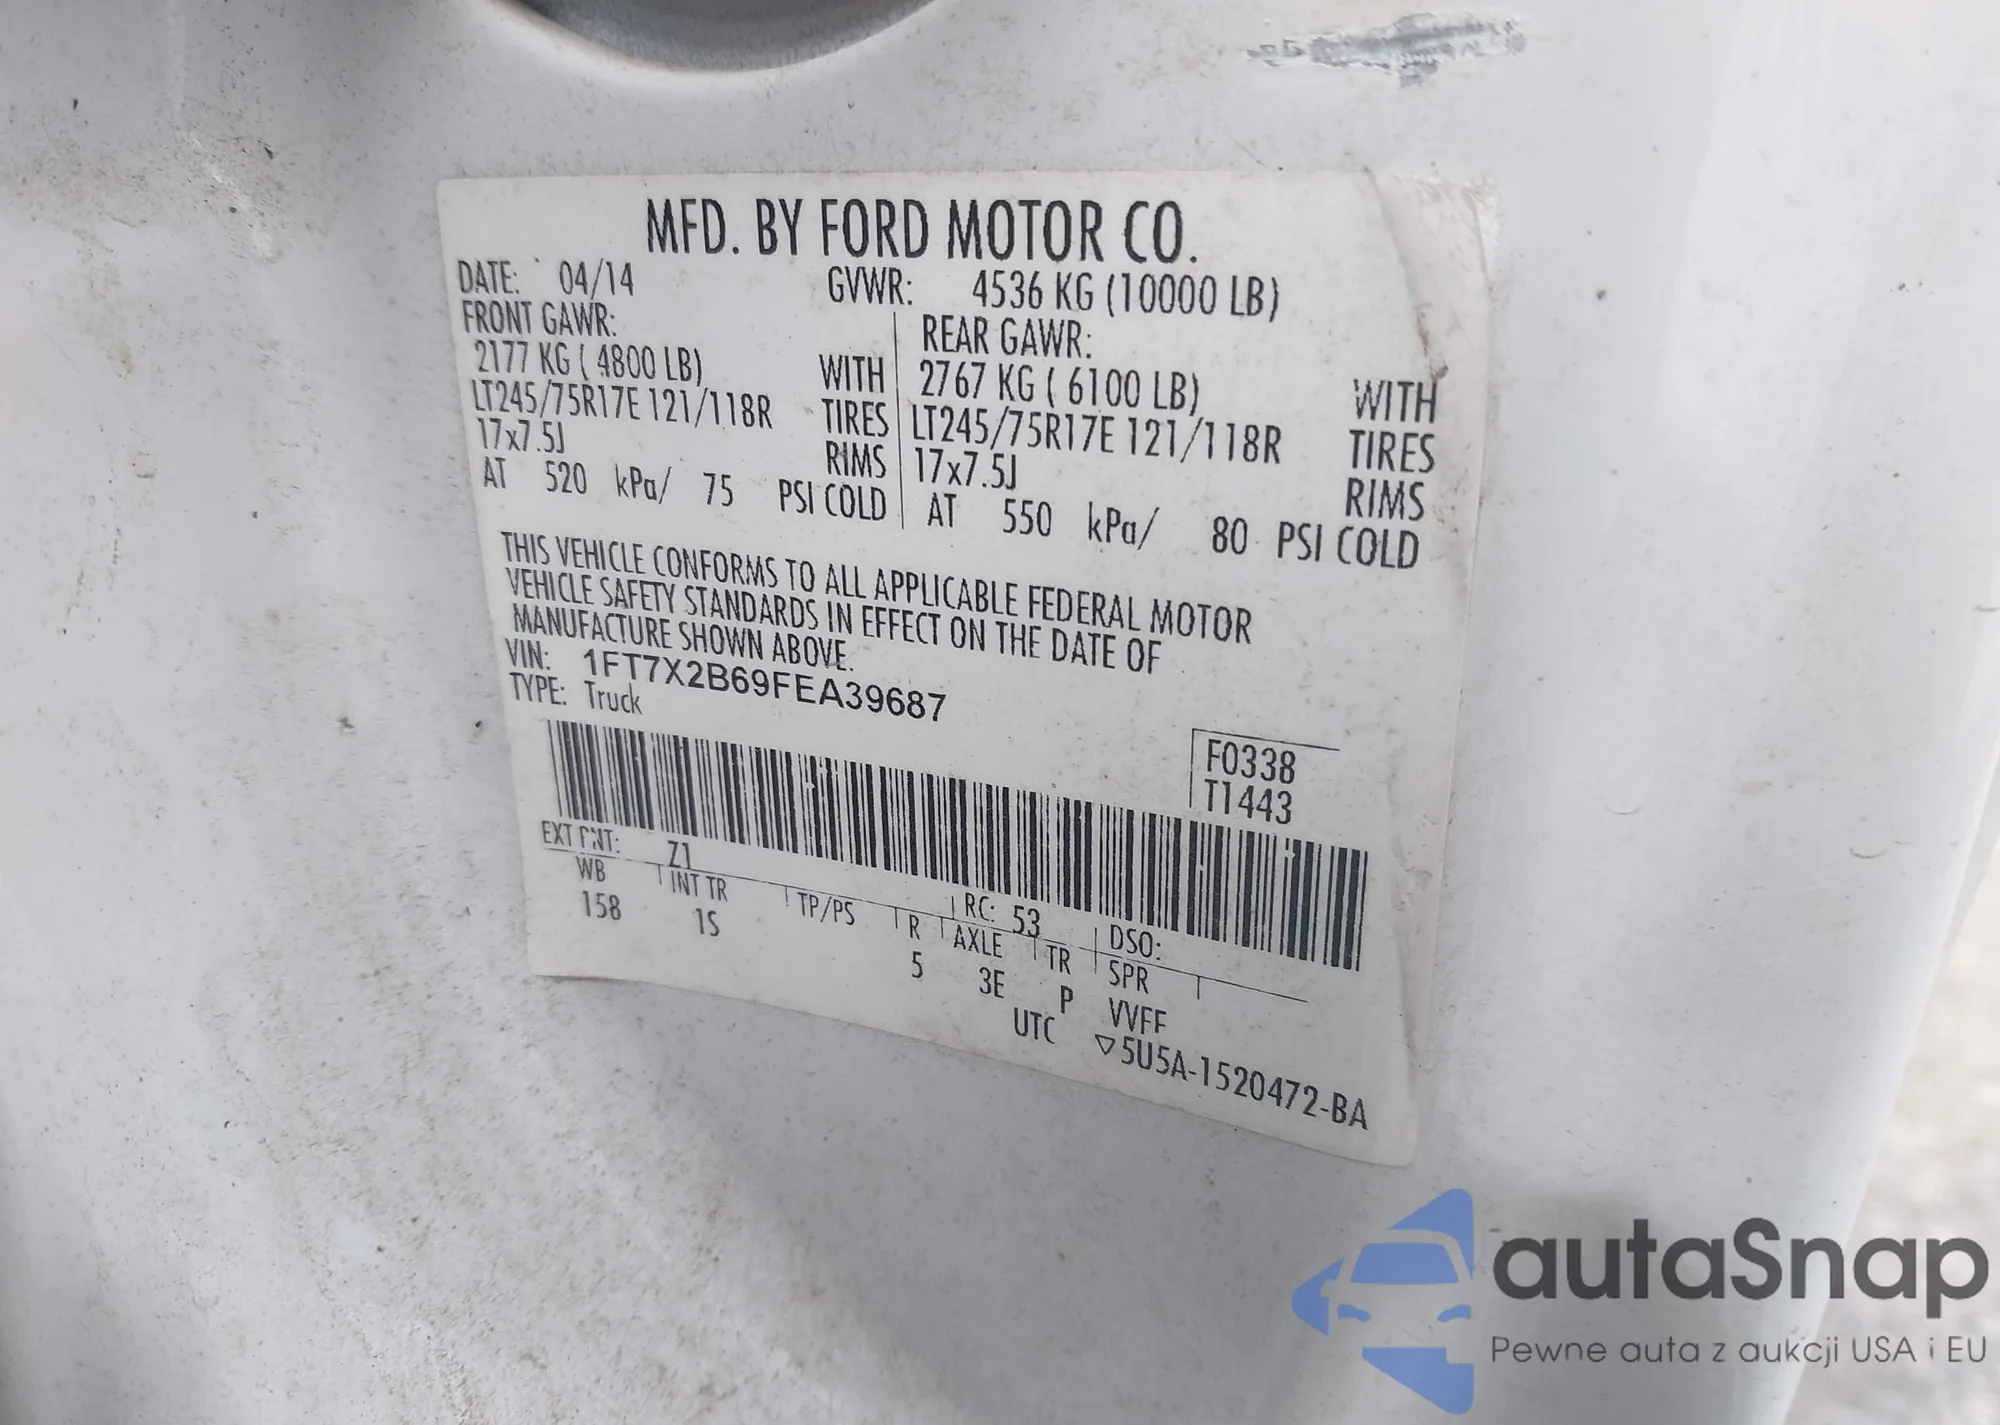 MFD. BY FORD MOTOR CO.
DATE: 04/14 GVWR: 4536 KG (10000 LB)
FRONT GAWR: REAR GAWR:
2177 KG ( 4800 LB) WITH 2767 KG ( 6100 LB) WITH
LT245/75R17E 121/118R TIRES LT245/75R17E 121/118R TIRES
17x7.5J RIMS 17x7.5J RIMS
AT 520 kPa/ 75 PSI COLD AT 550 kPa/ 80 PSI COLD
THIS VEHICLE CONFORMS TO ALL APPLICABLE FEDERAL MOTOR
VEHICLE SAFETY STANDARDS IN EFFECT ON THE DATE OF
MANUFACTURE SHOWN ABOVE.
VIN: 1FT7X2B69FEA39687
TYPE: Truck
F0338
T1443
EXT PNT: Z1 RC: 53 DSO:
WB INT TR TP/PS R AXLE TR SPR
158 1S 5 3E P VVFF
UTC ▽5U5A-1520472-BA
autaSnap
Pewne auta z aukcji USA i EU